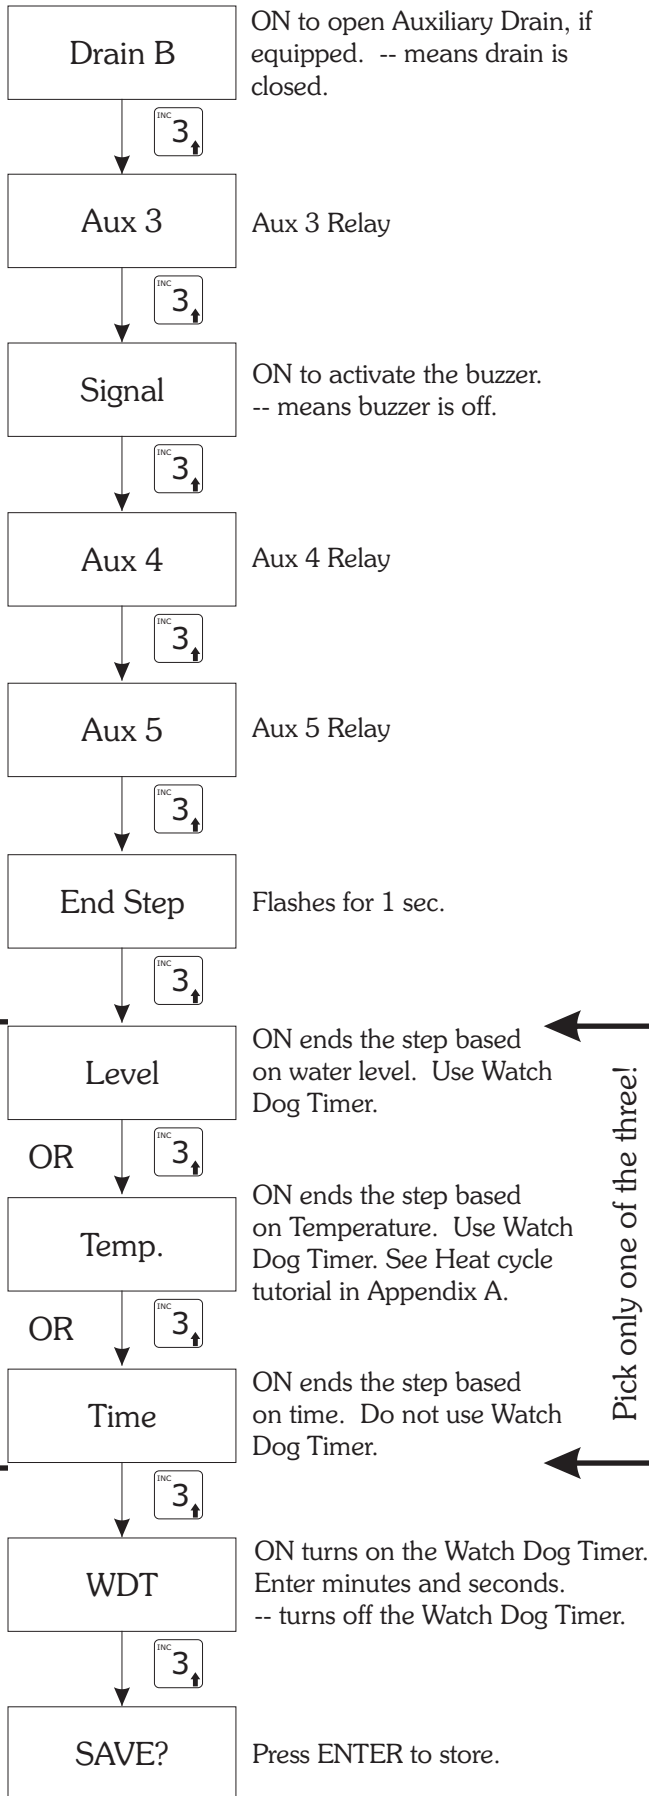 Drain B
ON to open Auxiliary Drain, if
equipped.  -- means drain is
closed.
INC
3
Aux 3
Aux 3 Relay
INC
3
Signal
ON to activate the buzzer.
-- means buzzer is off.
INC
3
Aux 4
Aux 4 Relay
INC
3
Aux 5
Aux 5 Relay
INC
3
End Step
Flashes for 1 sec.
INC
3
Level
ON ends the step based
on water level.  Use Watch
Dog Timer.
OR
INC
3
Temp.
ON ends the step based
on Temperature.  Use Watch
Dog Timer. See Heat cycle
tutorial in Appendix A.
OR
INC
3
Time
ON ends the step based
on time.  Do not use Watch
Dog Timer.
Pick only one of the three!
INC
3
WDT
ON turns on the Watch Dog Timer.
Enter minutes and seconds.
-- turns off the Watch Dog Timer.
INC
3
SAVE?
Press ENTER to store.